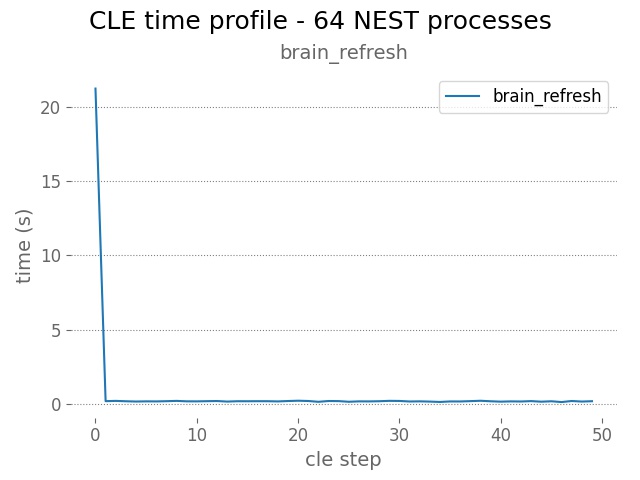 CLE time profile - 64 NEST processes
brain_refresh
brain_refresh
20
15
10
5
0
time (s)
0 10 20 30 40 50
cle step